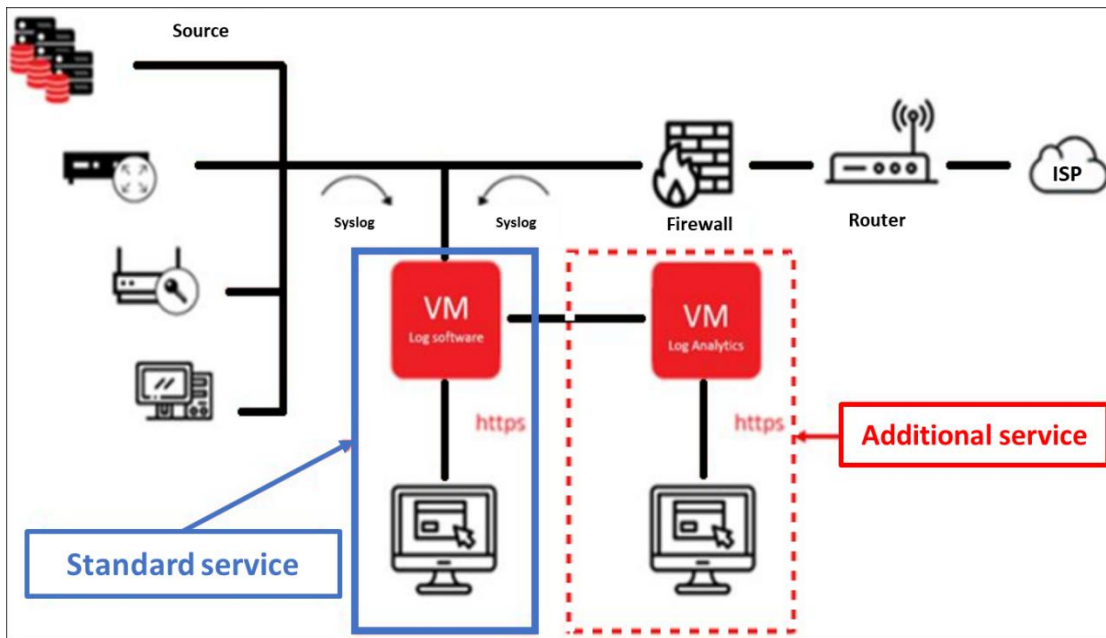 Source
ISP
Syslog
Syslog
Firewall
Router
VM
Log software
VM
Log Analytics
https
https
Additional service
Standard service